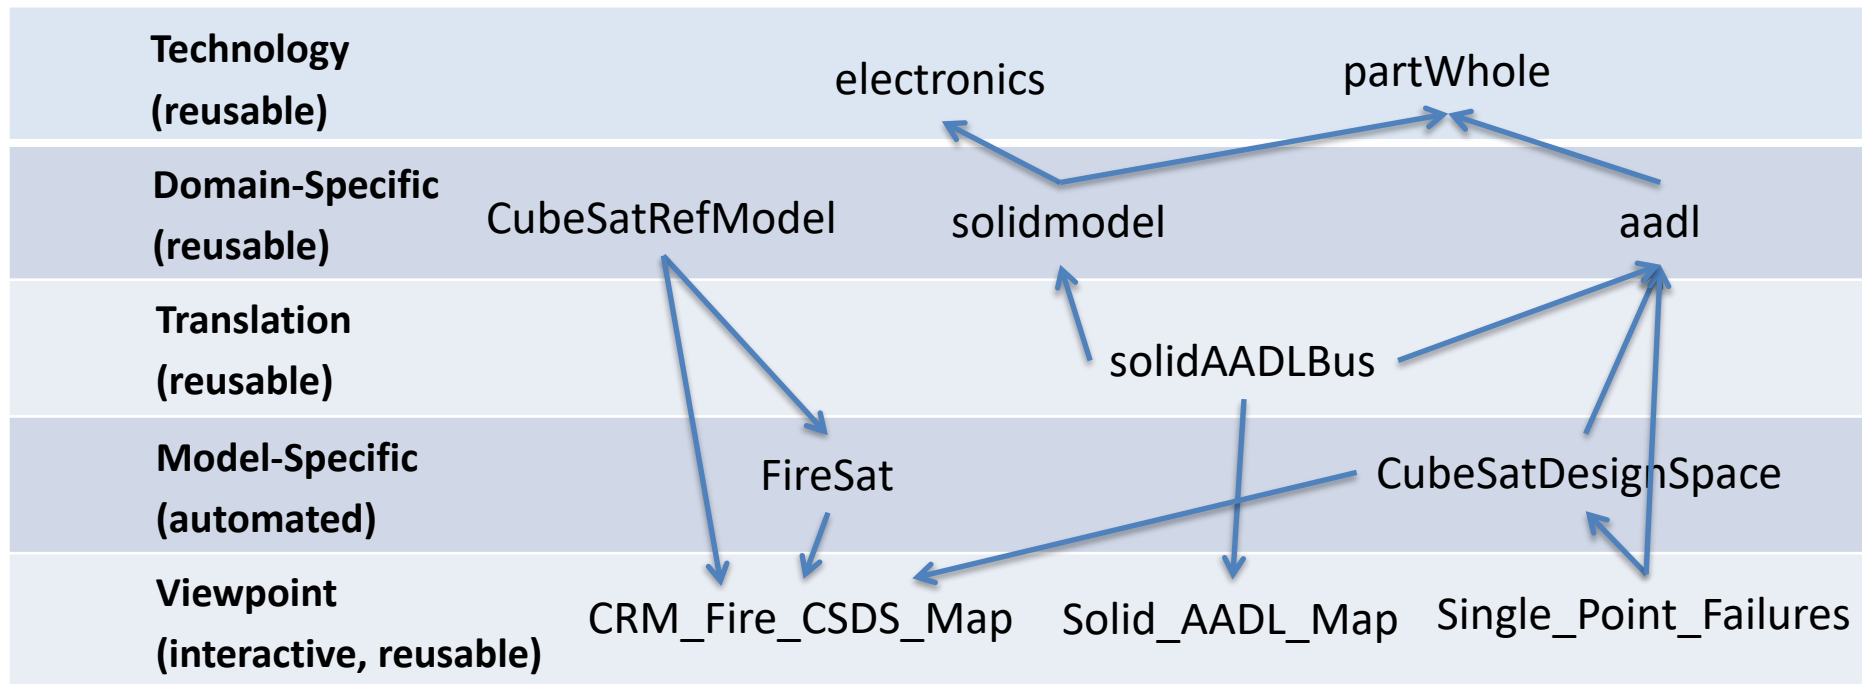 Technology
(reusable)
electronics
partWhole
Domain-Specific
(reusable)
CubeSatRefModel
solidmodel
aadl
Translation
(reusable)
solidAADLBus
Model-Specific
(automated)
FireSat
CubeSatDesignSpace
Viewpoint
(interactive, reusable)
CRM_Fire_CSDS_Map
Solid_AADL_Map
Single_Point_Failures